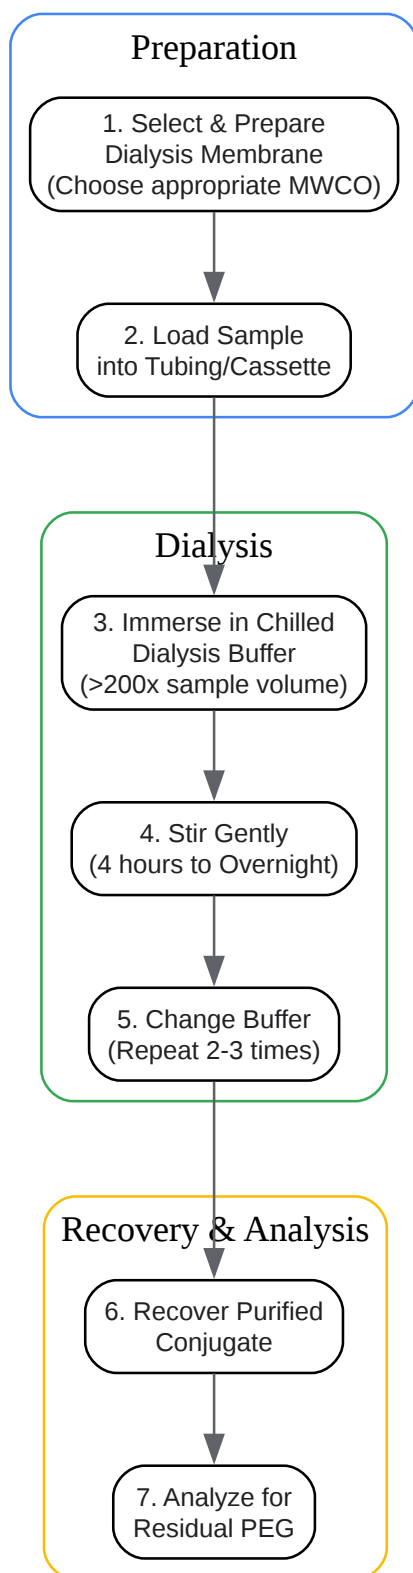 Preparation
1. Select & Prepare
Dialysis Membrane
(Choose appropriate MWCO)
2. Load Sample
into Tubing/Cassette
Dialysis
3. Immerse in Chilled
Dialysis Buffer
(>200x sample volume)
4. Stir Gently
(4 hours to Overnight)
5. Change Buffer
(Repeat 2-3 times)
Recovery & Analysis
6. Recover Purified
Conjugate
7. Analyze for
Residual PEG